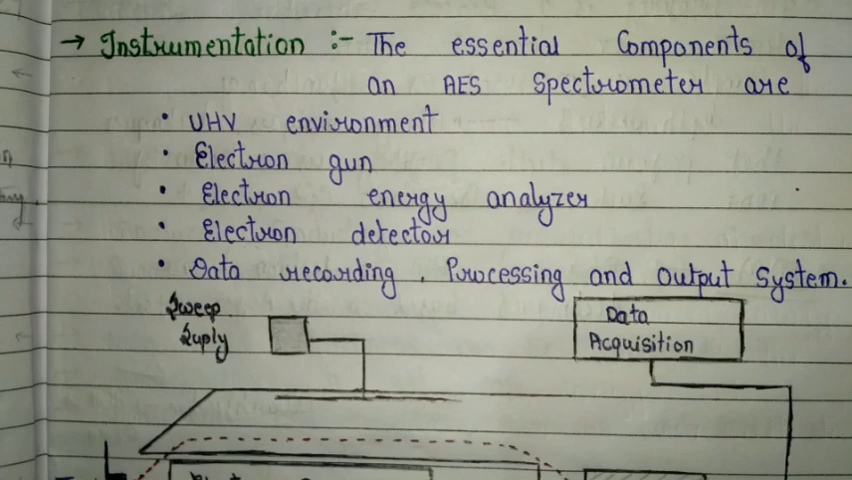 → Instrumentation :- The essential Components of
an AES Spectrometer are
• UHV environment
• Electron gun
• Electron energy analyzer
• Electron detector
• Data recording, Processing and Output System.
Sweep
Suply
Data
Acquisition